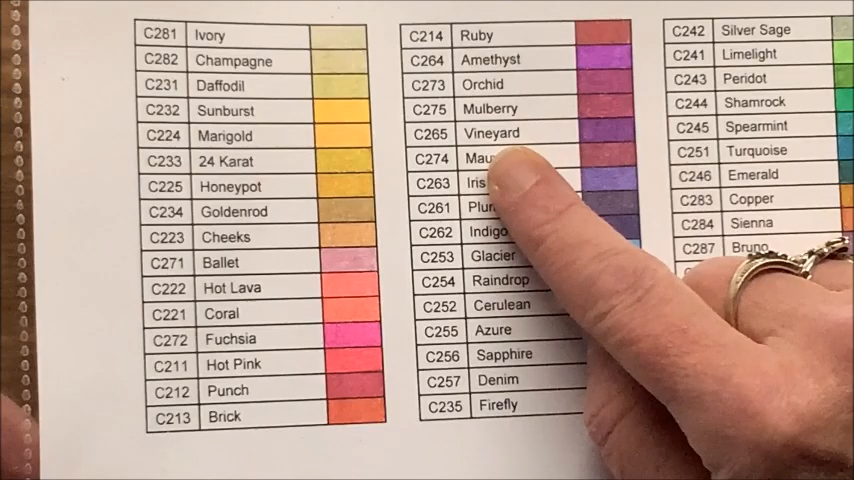 C281 Ivory
C282 Champagne
C231 Daffodil
C232 Sunburst
C224 Marigold
C233 24 Karat
C225 Honeypot
C234 Goldenrod
C223 Cheeks
C271 Ballet
C222 Hot Lava
C221 Coral
C272 Fuchsia
C211 Hot Pink
C212 Punch
C213 Brick
C214 Ruby
C264 Amethyst
C273 Orchid
C275 Mulberry
C265 Vineyard
C274
C263 Iris
C261
C262 Indigo
C253 Glacier
C254 Raindrop
C252 Cerulean
C255 Azure
C256 Sapphire
C257 Denim
C235 Firefly
C242 Silver Sage
C241 Limelight
C243 Peridot
C244 Shamrock
C245 Spearmint
C251 Turquoise
C246 Emerald
C283 Copper
C284 Sienna
C287 Bruno